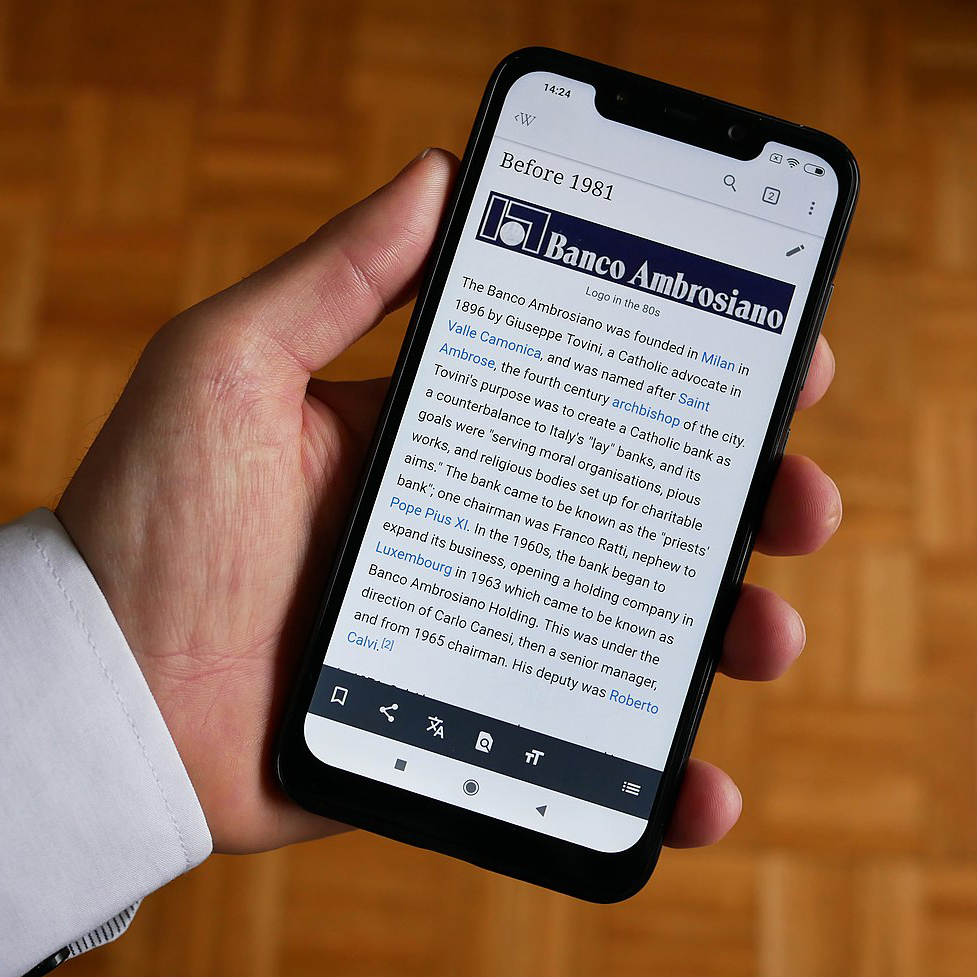 14:24
‹W
2
Before 1981
Banco Ambrosiano
Logo in the 80s
The Banco Ambrosiano was founded in Milan in
1896 by Giuseppe Tovini, a Catholic advocate in
Valle Camonica, and was named after Saint
Ambrose, the fourth century archbishop of the city.
Tovini's purpose was to create a Catholic bank as
a counterbalance to Italy's "lay" banks, and its
goals were "serving moral organisations, pious
works, and religious bodies set up for charitable
aims." The bank came to be known as the "priests'
bank"; one chairman was Franco Ratti, nephew to
Pope Pius XI. In the 1960s, the bank began to
expand its business, opening a holding company in
Luxembourg in 1963 which came to be known as
Banco Ambrosiano Holding. This was under the
direction of Carlo Canesi, then a senior manager,
and from 1965 chairman. His deputy was Roberto
Calvi.[2]